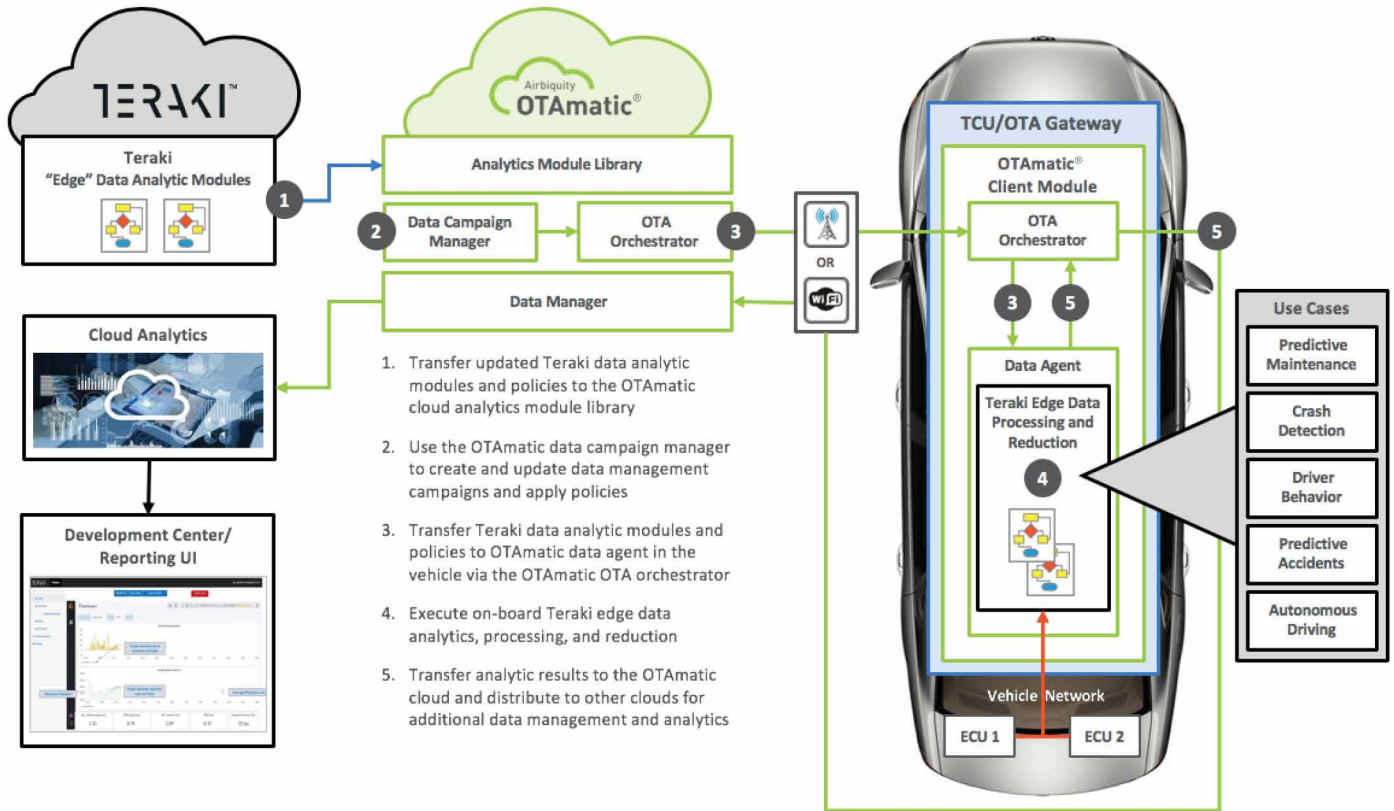 TERAKI™
Teraki
“Edge” Data Analytic Modules
1
Airbiquity
OTAmatic®
Analytics Module Library
2
Data Campaign
Manager
OTA
Orchestrator
3
Data Manager
OR
Wi Fi
TCU/OTA Gateway
OTAmatic®
Client Module
OTA
Orchestrator
5
3
5
Data Agent
Teraki Edge Data
Processing and
Reduction
4
Vehicle Network
ECU 1
ECU 2
Use Cases
Predictive
Maintenance
Crash
Detection
Driver
Behavior
Predictive
Accidents
Autonomous
Driving
Cloud Analytics
Development Center/
Reporting UI
TERAKI
1. Transfer updated Teraki data analytic
modules and policies to the OTAmatic
cloud analytics module library
2. Use the OTAmatic data campaign manager
to create and update data management
campaigns and apply policies
3. Transfer Teraki data analytic modules and
policies to OTAmatic data agent in the
vehicle via the OTAmatic OTA orchestrator
4. Execute on-board Teraki edge data
analytics, processing, and reduction
5. Transfer analytic results to the OTAmatic
cloud and distribute to other clouds for
additional data management and analytics